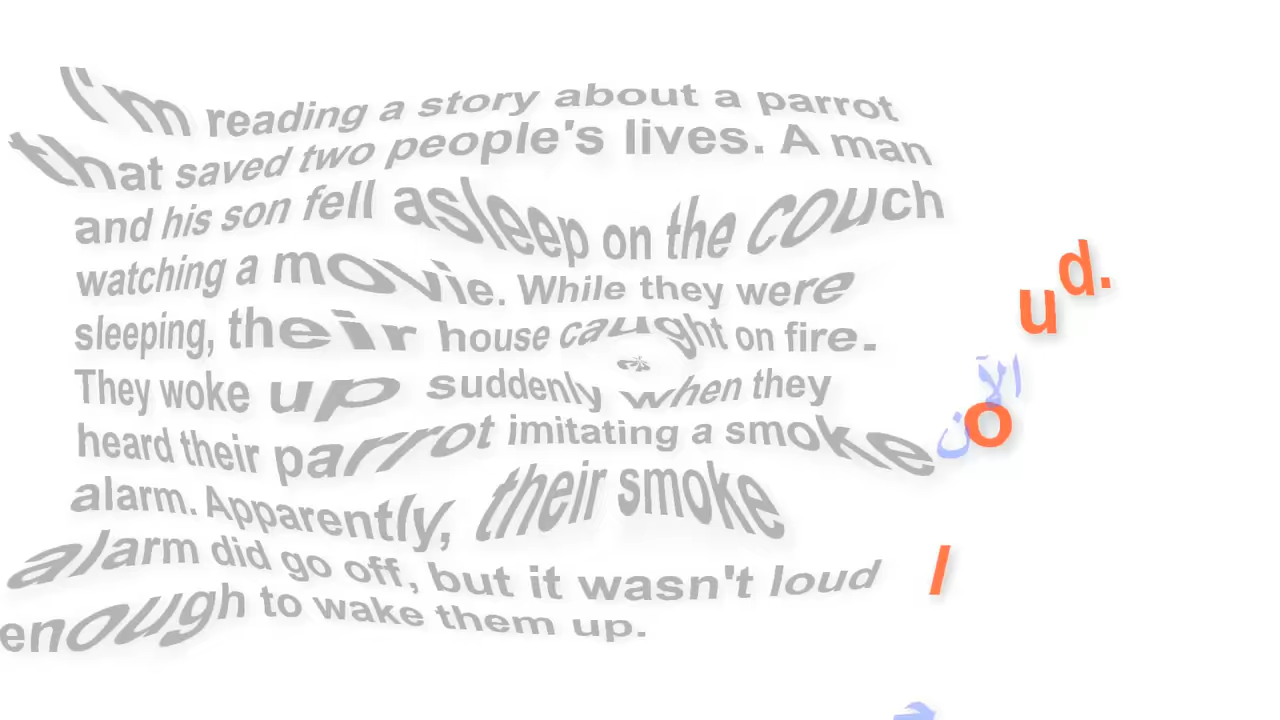 I'm reading a story about a parrot
that saved two people's lives. A man
and his son fell asleep on the couch
watching a movie. While they were
sleeping, their house caught on fire.
They woke up suddenly when they
heard their parrot imitating a smoke
alarm. Apparently, their smoke
alarm did go off, but it wasn't loud
enough to wake them up.
loud.
الآن